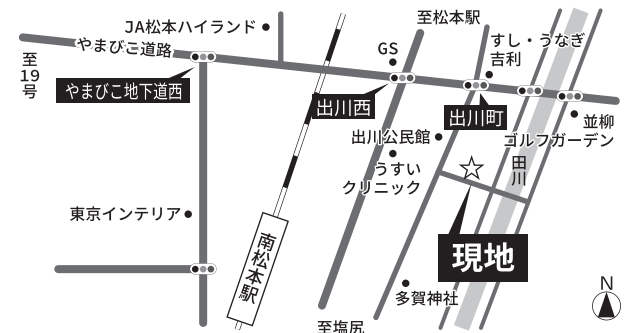 JA松本ハイランド
至松本駅
やまびこ道路
GS
すし・うなぎ
吉利
至
19
号
やまびこ地下道西
出川西
出川町
並柳
ゴルフガーデン
出川公民館
田川
うすい
クリニック
東京インテリア
南松本駅
現地
多賀神社
N
至塩尻